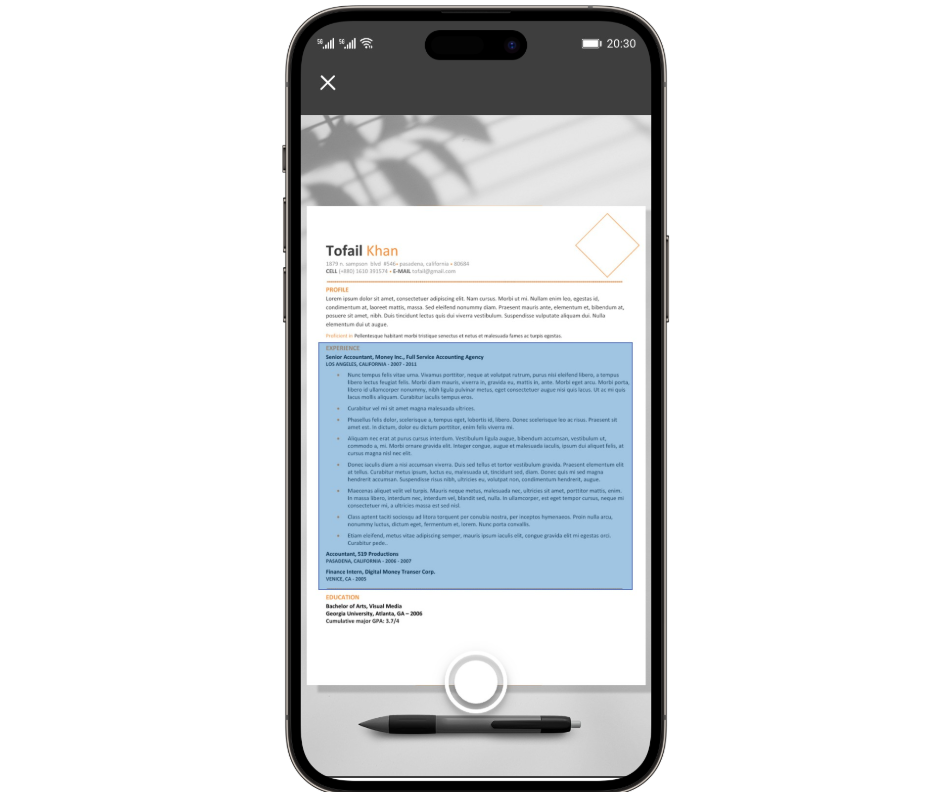 5G 5G 20:30
Tofail Khan
1879 n. sampson blvd #546• pasadena, california • 80684
CELL (+880) 1620 391574 • E-MAIL tofail@gmail.com
PROFILE
Lorem ipsum dolor sit amet, consectetuer adipiscing elit. Nam cursus. Morbi ut mi. Nullam enim leo, egestas id,
condimentum at, laoreet mattis, massa. Sed eleifend nonummy diam. Praesent mauris ante, elementum et, bibendum at,
posuere sit amet, nibh. Duis tincidunt lectus quis dui viverra vestibulum. Suspendisse vulputate aliquam dui. Nulla
elementum dui ut augue.
Proficient in Pellentesque habitant morbi tristique senectus et netus et malesuada fames ac turpis egestas.
EXPERIENCE
Senior Accountant, Money Inc., Full Service Accounting Agency
LOS ANGELES, CALIFORNIA - 2007 - 2011
• Nunc tempus felis vitae urna. Vivamus porttitor, neque at volutpat rutrum, purus nisi eleifend libero, a tempus
libero lectus feugiat felis. Morbi diam mauris, viverra in, gravida eu, mattis in, ante. Morbi eget arcu. Morbi porta,
libero id ullamcorper nonummy, nibh ligula pulvinar metus, eget consectetuer augue nisi quis lacus. Ut ac mi quis
lacus mollis aliquam. Curabitur iaculis tempus eros.
• Curabitur vel mi sit amet magna malesuada ultrices.
• Phasellus felis dolor, scelerisque a, tempus eget, lobortis id, libero. Donec scelerisque leo ac risus. Praesent sit
amet est. In dictum, dolor eu dictum porttitor, enim felis viverra mi.
• Aliquam nec erat at purus cursus interdum. Vestibulum ligula augue, bibendum accumsan, vestibulum ut,
commodo a, mi. Morbi ornare gravida elit. Integer congue, augue et malesuada iaculis, ipsum dui aliquet felis, at
cursus magna nisl nec elit.
• Donec iaculis diam a nisi accumsan viverra. Duis sed tellus et tortor vestibulum gravida. Praesent elementum elit
at tellus. Curabitur metus ipsum, luctus eu, malesuada ut, tincidunt sed, diam. Donec quis mi sed magna
hendrerit accumsan. Suspendisse risus nibh, ultricies eu, volutpat non, condimentum hendrerit, augue.
• Maecenas aliquet velit vel turpis. Mauris neque metus, malesuada nec, ultricies sit amet, porttitor mattis, enim.
In massa libero, interdum nec, interdum vel, blandit sed, nulla. In ullamcorper, est eget tempor cursus, neque mi
consectetuer mi, a ultricies massa est sed nisl.
• Class aptent taciti sociosqu ad litora torquent per conubia nostra, per inceptos hymenaeos. Proin nulla arcu,
nonummy luctus, dictum eget, fermentum et, lorem. Nunc porta convallis.
• Etiam eleifend, metus vitae adipiscing semper, mauris ipsum iaculis elit, congue gravida elit mi egestas orci.
Curabitur pede..
Accountant, 519 Productions
PASADENA, CALIFORNIA - 2006 - 2007
Finance Intern, Digital Money Transer Corp.
VENICE, CA - 2005
EDUCATION
Bachelor of Arts, Visual Media
Georgia University, Atlanta, GA – 2006
Cumulative major GPA: 3.7/4